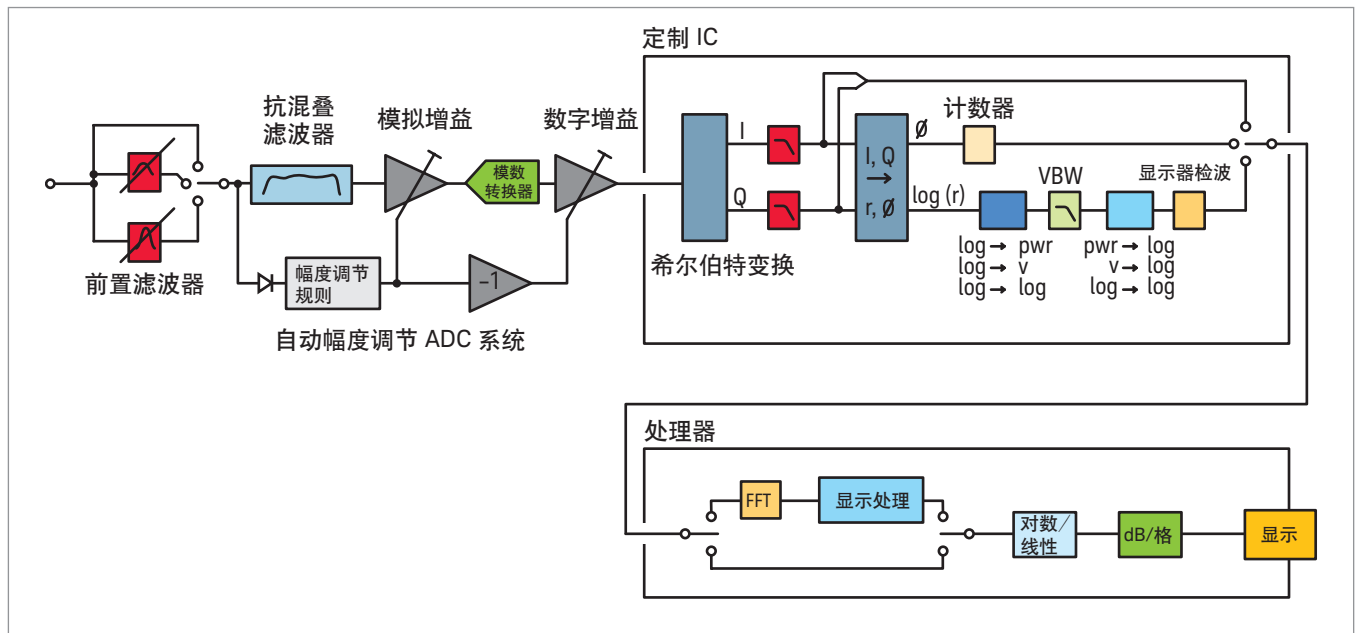 定制 IC
抗混叠
滤波器
模拟增益
数字增益
计数器
I
Ø
模数
转换器
I, Q
→
r, Ø
VBW
显示器检波
Q
log (r)
前置滤波器
幅度调节
规则
–1
希尔伯特变换
log → pwr
log → v
log → log
pwr → log
v → log
log → log
自动幅度调节 ADC 系统
处理器
FFT
显示处理
对数/
线性
dB/格
显示